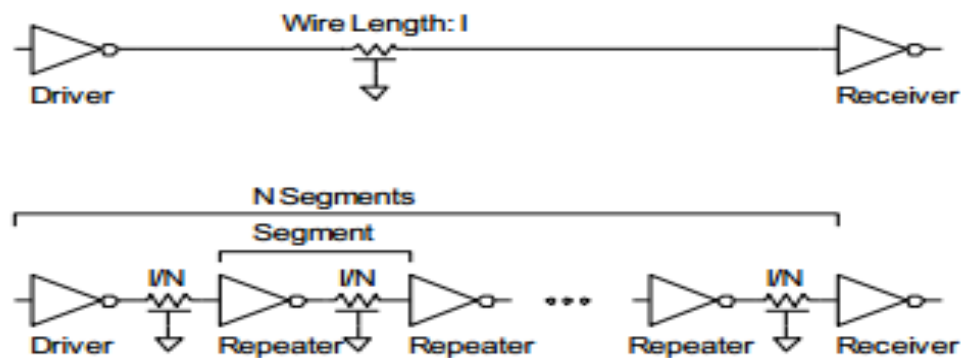 Wire Length: l
Driver
Receiver
N Segments
Segment
l/N l/N l/N
Driver Repeater Repeater Repeater Receiver